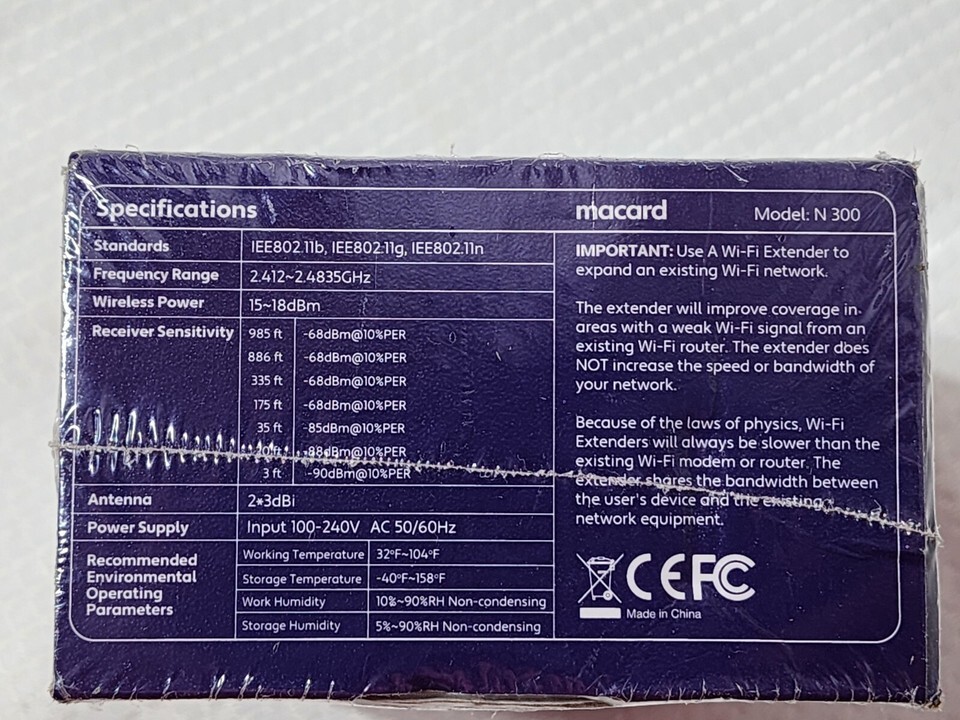 Specifications
macard
Model: N 300
Standards IEE802.11b, IEE802.11g, IEE802.11n
Frequency Range 2.412~2.4835GHz
Wireless Power 15~18dBm
Receiver Sensitivity 985 ft -68dBm@10%PER
886 ft -68dBm@10%PER
335 ft -68dBm@10%PER
175 ft -68dBm@10%PER
35 ft -85dBm@10%PER
20 ft -88dBm@10%PER
3 ft -90dBm@10%PER
Antenna 2*3dBi
Power Supply Input 100-240V AC 50/60Hz
Recommended
Environmental
Operating
Parameters
Working Temperature 32°F~104°F
Storage Temperature -40°F~158°F
Work Humidity 10%~90%RH Non-condensing
Storage Humidity 5%~90%RH Non-condensing
IMPORTANT: Use A Wi-Fi Extender to
expand an existing Wi-Fi network.
The extender will improve coverage in
areas with a weak Wi-Fi signal from an
existing Wi-Fi router. The extender does
NOT increase the speed or bandwidth of
your network.
Because of the laws of physics, Wi-Fi
Extenders will always be slower than the
existing Wi-Fi modem or router. The
extender shares the bandwidth between
the user's device and the existing
network equipment.
CE FC
Made in China